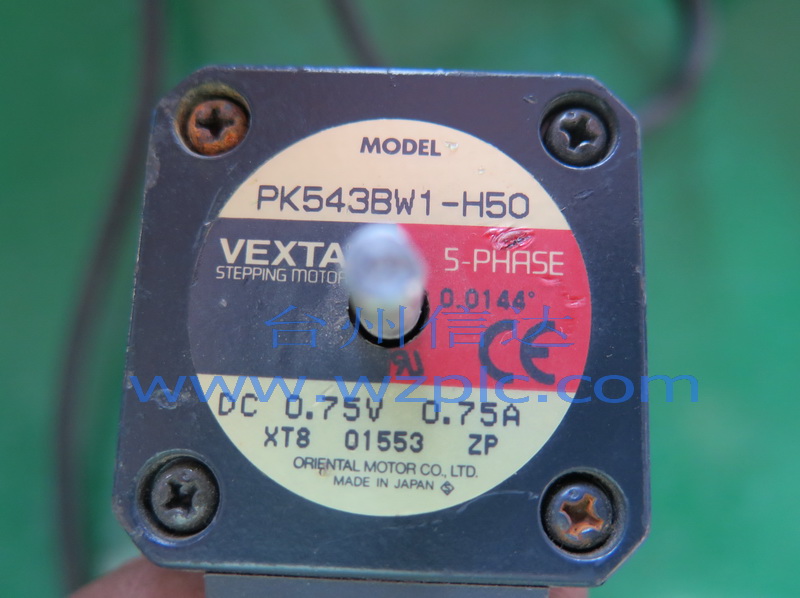 MODEL
PK543BW1-H50
VEXTA 5-PHASE
STEPPING MOTOR
0.0144°
台州信达
CE
www.wzplc.com
DC 0.75V 0.75A
XT8 01553 ZP
ORIENTAL MOTOR CO., LTD.
MADE IN JAPAN